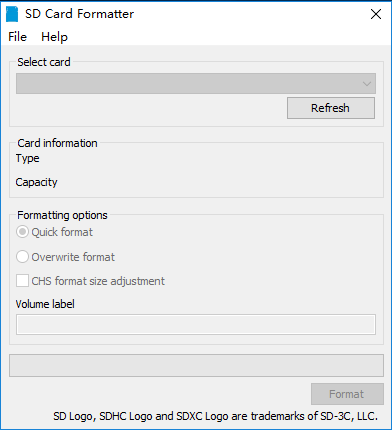 SD Card Formatter
File Help
Select card
Refresh
Card information
Type
Capacity
Formatting options
Quick format
Overwrite format
CHS format size adjustment
Volume label
Format
SD Logo, SDHC Logo and SDXC Logo are trademarks of SD-3C, LLC.